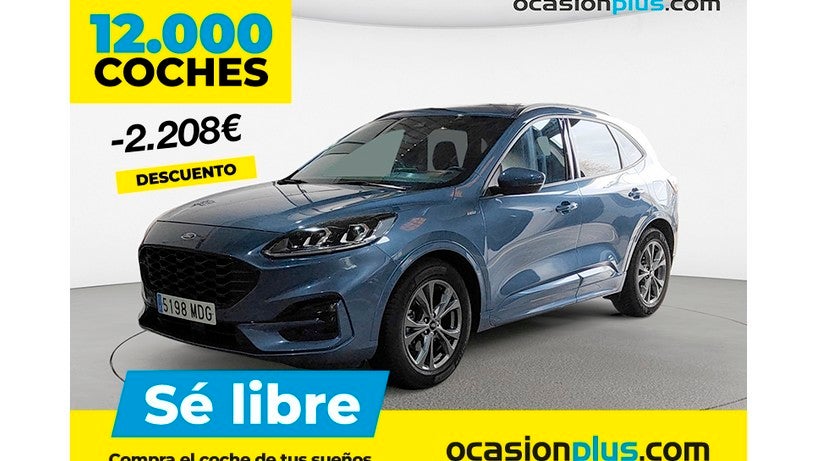 ocasionplus.com
12.000
COCHES
-2.208€
DESCUENTO
5198 MDG
Sé libre
Compra el coche de tus sueños
ocasionplus.com